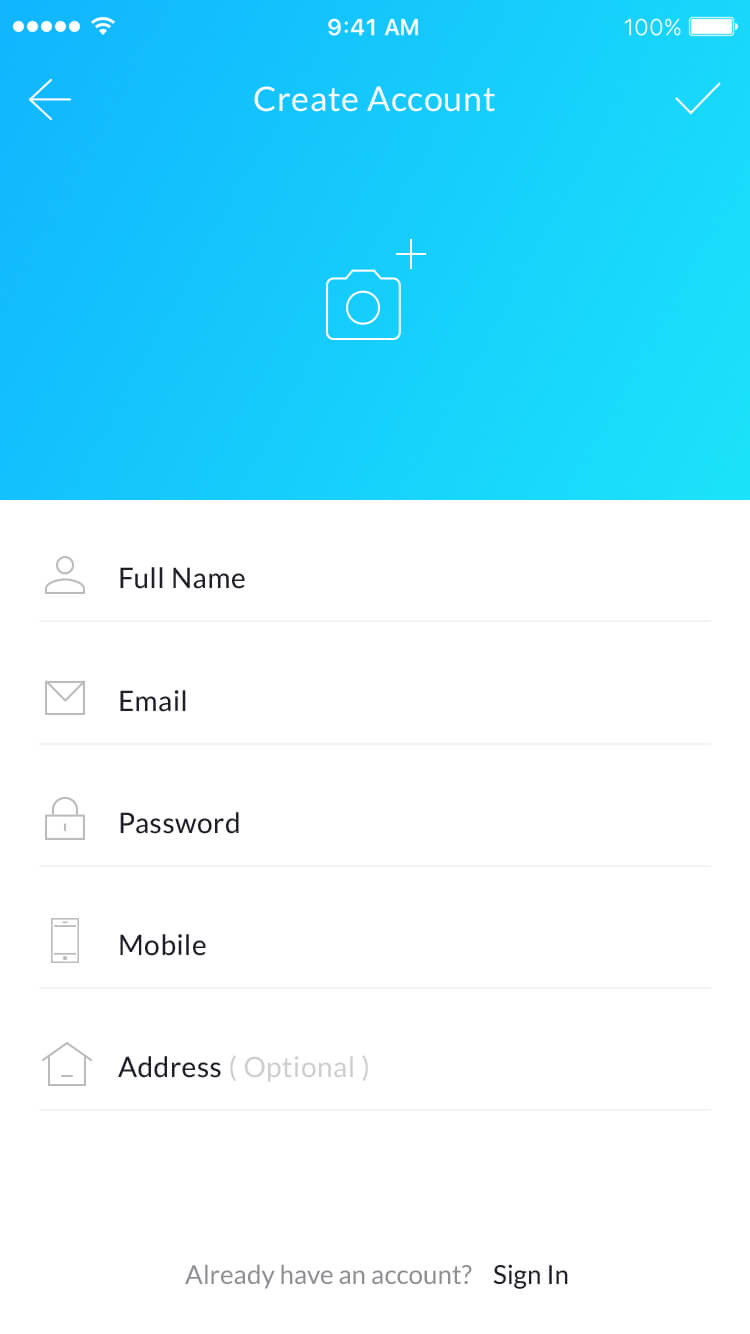 9:41 AM 100%
Create Account
Full Name
Email
Password
Mobile
Address ( Optional )
Already have an account? Sign In